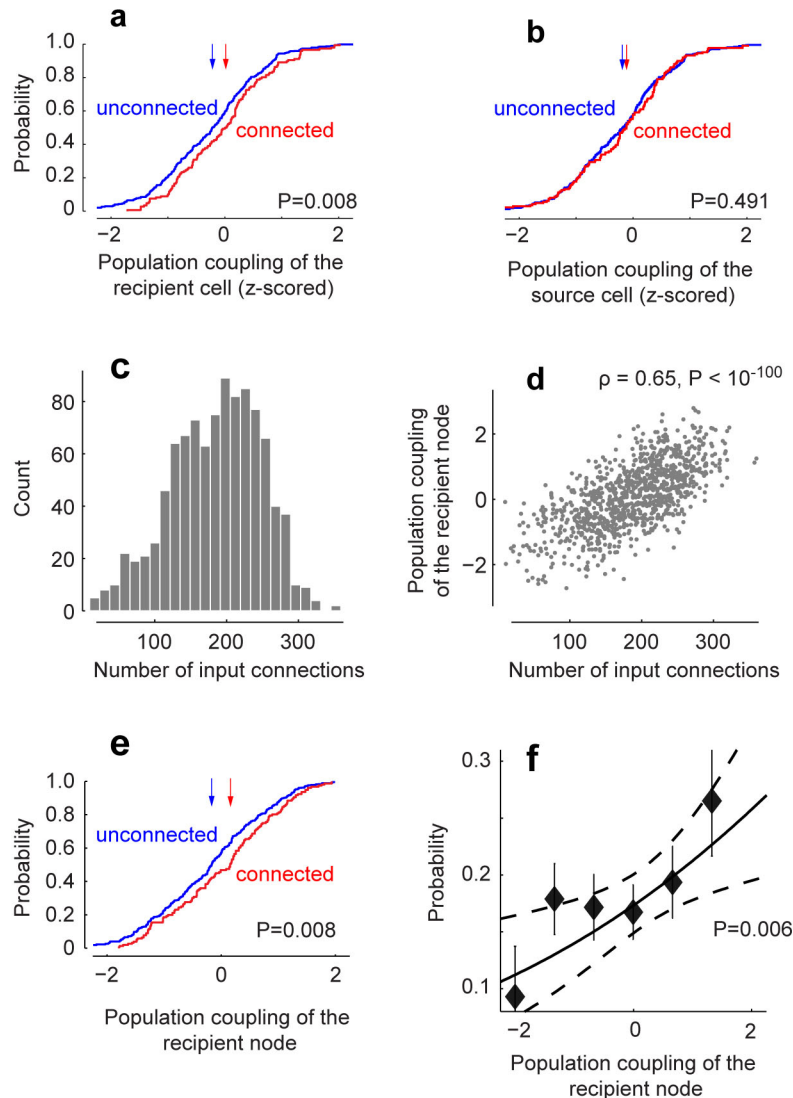 a
1.0
0.8
0.6
0.4
0.2
0
Probability
unconnected
connected
P=0.008
−2
0
2
Population coupling of the
recipient cell (z-scored)
b
unconnected
connected
P=0.491
−2
0
2
Population coupling of the
source cell (z-scored)
c
80
60
40
20
0
Count
100
200
300
Number of input connections
d
ρ = 0.65, P < 10⁻¹⁰⁰
2
0
−2
Population coupling
of the recipient node
100
200
300
Number of input connections
e
1.0
0.8
0.6
0.4
0.2
0
Probability
unconnected
connected
P=0.008
−2
0
2
Population coupling of the
recipient node
f
0.3
0.2
0.1
Probability
P=0.006
−2
0
2
Population coupling of the
recipient node